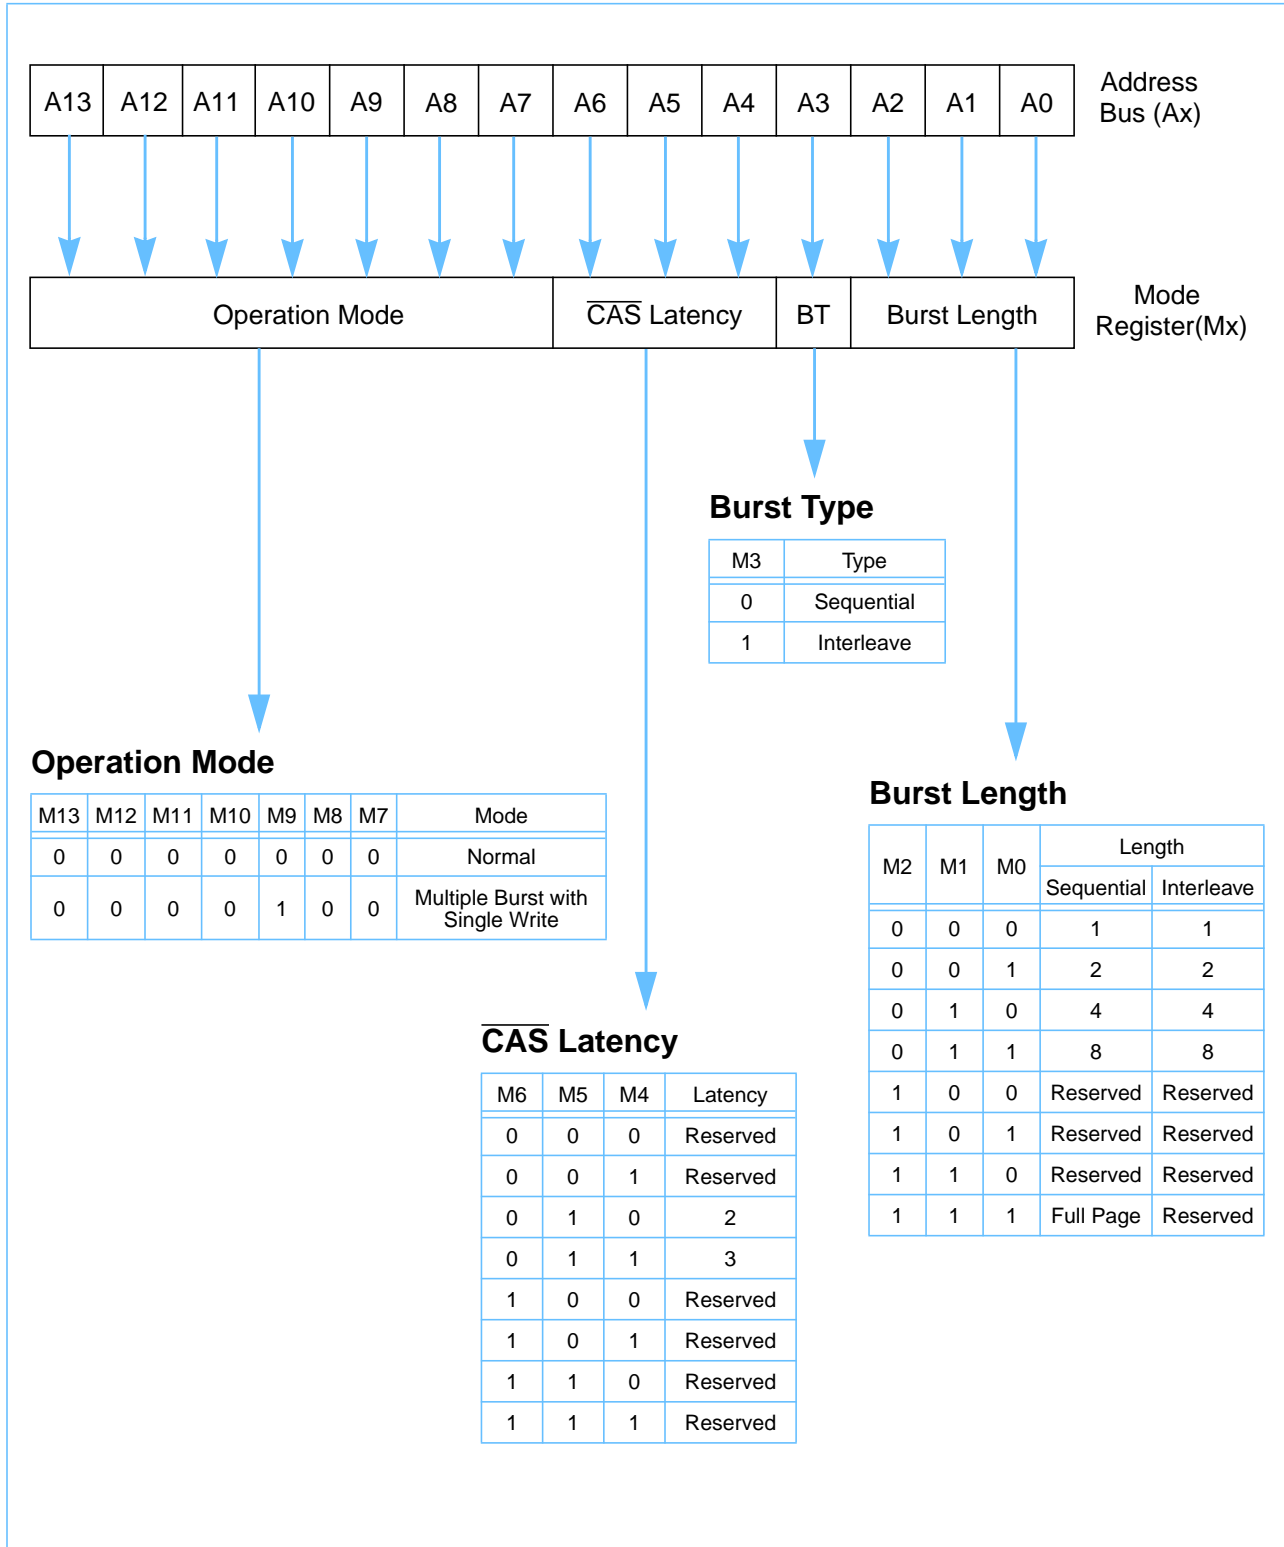 A13 A12 A11 A10 A9 A8 A7 A6 A5 A4 A3 A2 A1 A0
Address
Bus (Ax)
Operation Mode C̅A̅S̅ Latency BT Burst Length
Mode
Register(Mx)
Burst Type
M3 Type
0 Sequential
1 Interleave
Operation Mode
M13 M12 M11 M10 M9 M8 M7 Mode
0 0 0 0 0 0 0 Normal
0 0 0 0 1 0 0 Multiple Burst with
Single Write
Burst Length
M2 M1 M0 Length
Sequential Interleave
0 0 0 1 1
0 0 1 2 2
0 1 0 4 4
0 1 1 8 8
1 0 0 Reserved Reserved
1 0 1 Reserved Reserved
1 1 0 Reserved Reserved
1 1 1 Full Page Reserved
C̅A̅S̅ Latency
M6 M5 M4 Latency
0 0 0 Reserved
0 0 1 Reserved
0 1 0 2
0 1 1 3
1 0 0 Reserved
1 0 1 Reserved
1 1 0 Reserved
1 1 1 Reserved